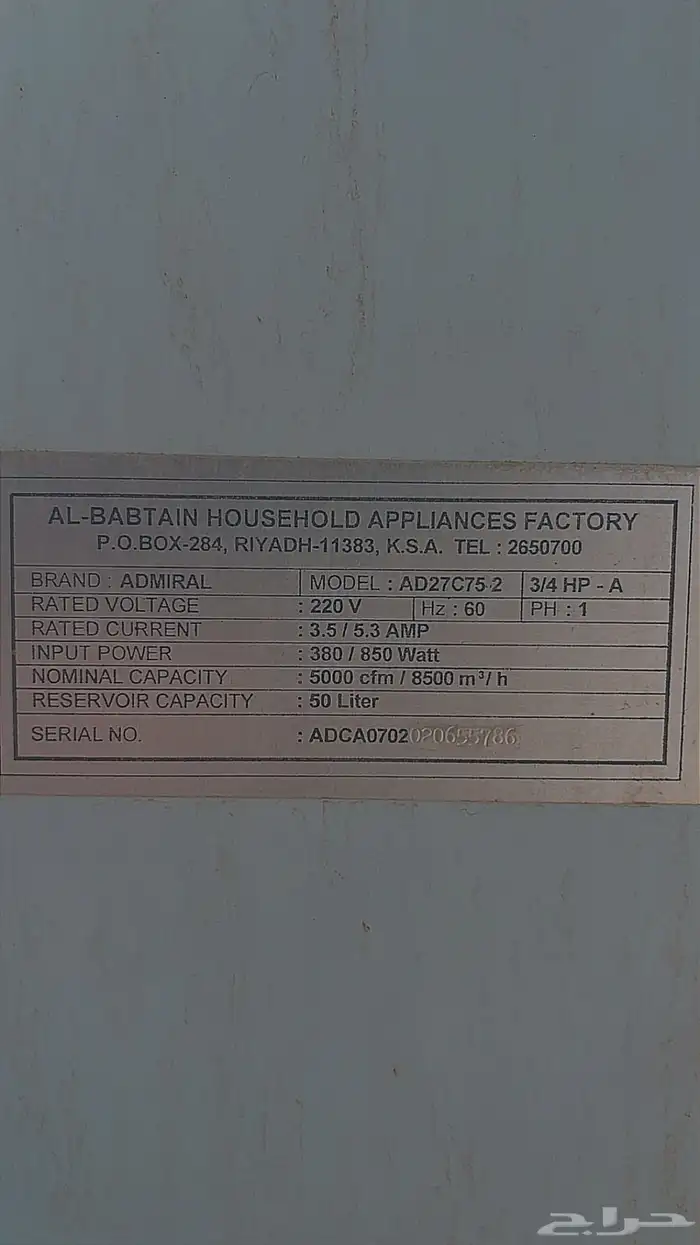 AL-BABTAIN HOUSEHOLD APPLIANCES FACTORY
P.O.BOX-284, RIYADH-11383, K.S.A. TEL : 2650700
BRAND : ADMIRAL MODEL : AD27C75-2 3/4 HP - A
RATED VOLTAGE : 220 V Hz : 60 PH : 1
RATED CURRENT : 3.5 / 5.3 AMP
INPUT POWER : 380 / 850 Watt
NOMINAL CAPACITY : 5000 cfm / 8500 m³/ h
RESERVOIR CAPACITY : 50 Liter
SERIAL NO. : ADCA0702020655786
حراج